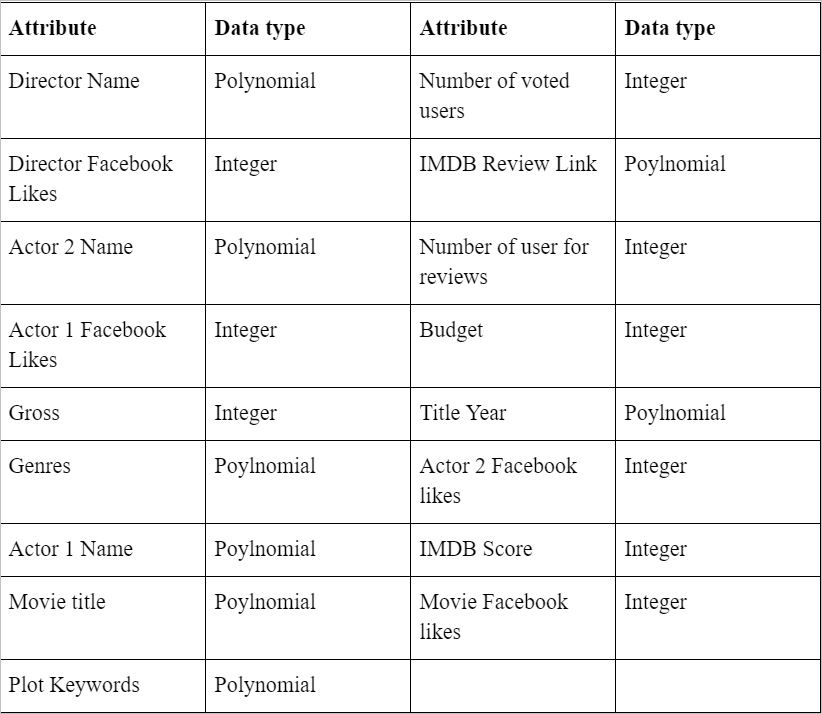 Attribute Data type Attribute Data type
Director Name Polynomial Number of voted Integer
users
Director Facebook Integer IMDB Review Link Poylnomial
Likes
Actor 2 Name Polynomial Number of user for Integer
reviews
Actor 1 Facebook Integer Budget Integer
Likes
Gross Integer Title Year Poylnomial
Genres Poylnomial Actor 2 Facebook Integer
likes
Actor 1 Name Poylnomial IMDB Score Integer
Movie title Poylnomial Movie Facebook Integer
likes
Plot Keywords Polynomial